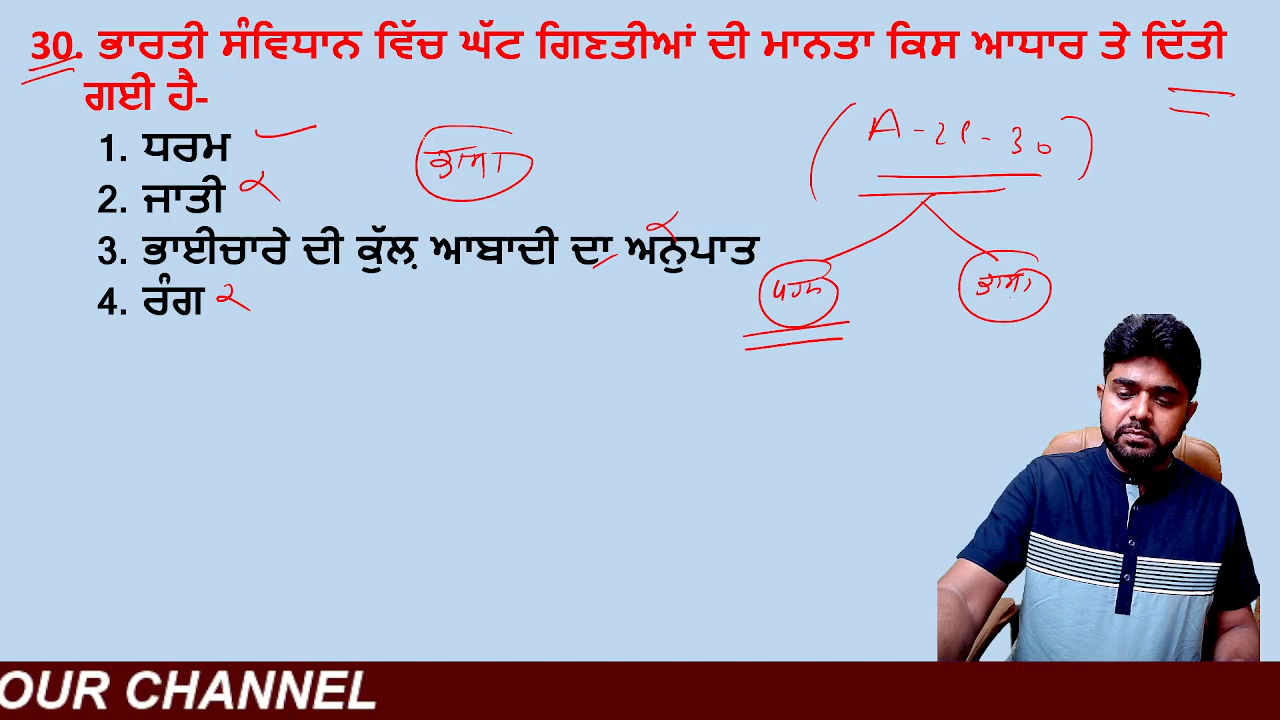 30. ਭਾਰਤੀ ਸੰਵਿਧਾਨ ਵਿੱਚ ਘੱਟ ਗਿਣਤੀਆਂ ਦੀ ਮਾਨਤਾ ਕਿਸ ਆਧਾਰ ਤੇ ਦਿੱਤੀ
ਗਈ ਹੈ-
1. ਧਰਮ
2. ਜਾਤੀ
3. ਭਾਈਚਾਰੇ ਦੀ ਕੁੱਲ਼ ਆਬਾਦੀ ਦਾ ਅਨੁਪਾਤ
4. ਰੰਗ
ਭਾਸ਼ਾ
(A-29-30)
ਧਰਮ ਭਾਸ਼ਾ
OUR CHANNEL